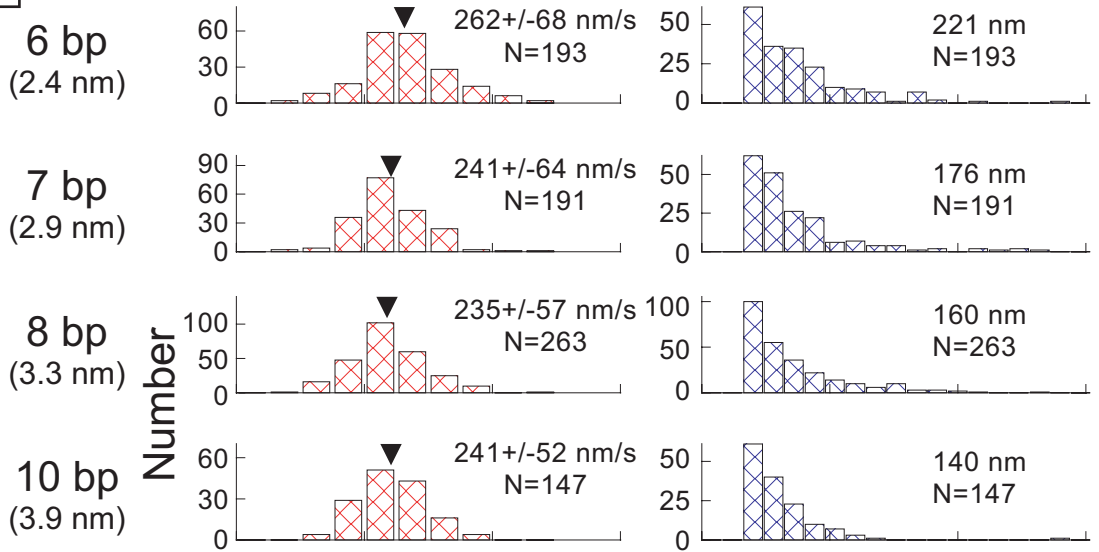 6 bp
(2.4 nm)
60
30
0
262+/-68 nm/s
N=193
50
25
0
221 nm
N=193
7 bp
(2.9 nm)
90
60
30
0
241+/-64 nm/s
N=191
50
25
0
176 nm
N=191
8 bp
(3.3 nm)
Number
100
50
0
235+/-57 nm/s
N=263
100
50
0
160 nm
N=263
10 bp
(3.9 nm)
60
30
0
241+/-52 nm/s
N=147
50
25
0
140 nm
N=147